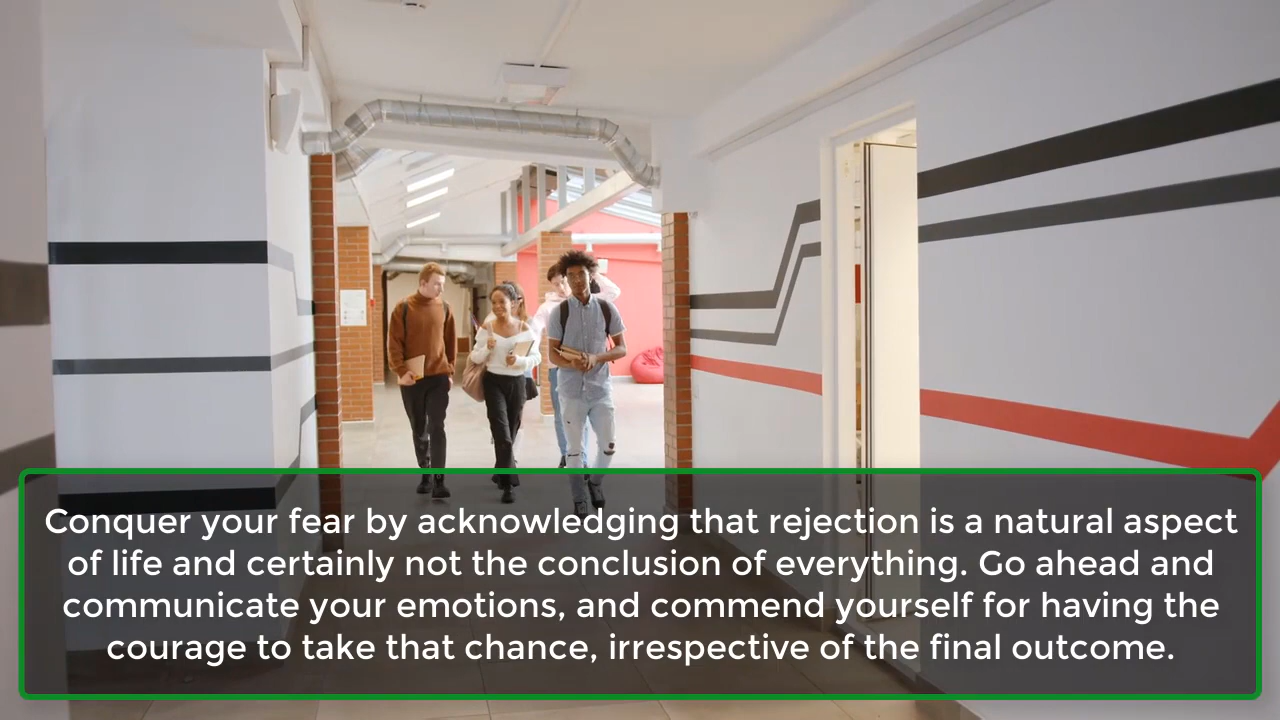 Conquer your fear by acknowledging that rejection is a natural aspect
of life and certainly not the conclusion of everything. Go ahead and
communicate your emotions, and commend yourself for having the
courage to take that chance, irrespective of the final outcome.